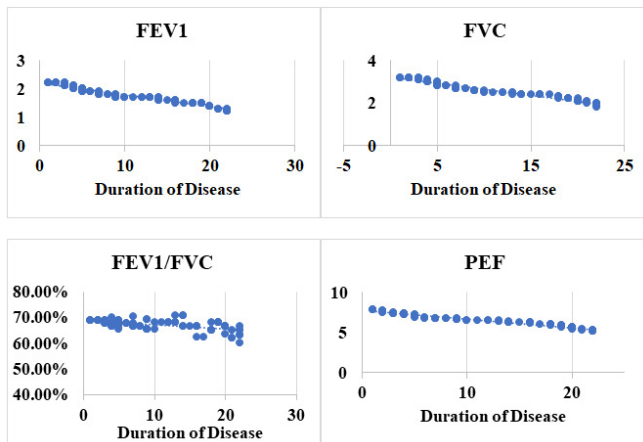 FEV1
3
2
1
0
0 10 20 30
Duration of Disease
FVC
4
2
0
-5 5 15 25
Duration of Disease
FEV1/FVC
80.00%
70.00%
60.00%
50.00%
40.00%
0 10 20 30
Duration of Disease
PEF
10
5
0
0 10 20
Duration of Disease